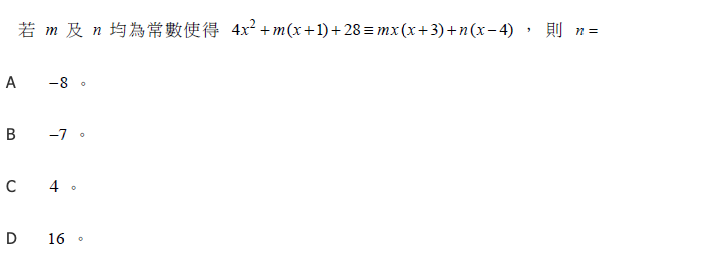 若 m 及 n 均為常數使得 4x² + m(x+1) + 28 ≡ mx(x+3) + n(x−4) ， 則 n =
A −8 。
B −7 。
C 4 。
D 16 。